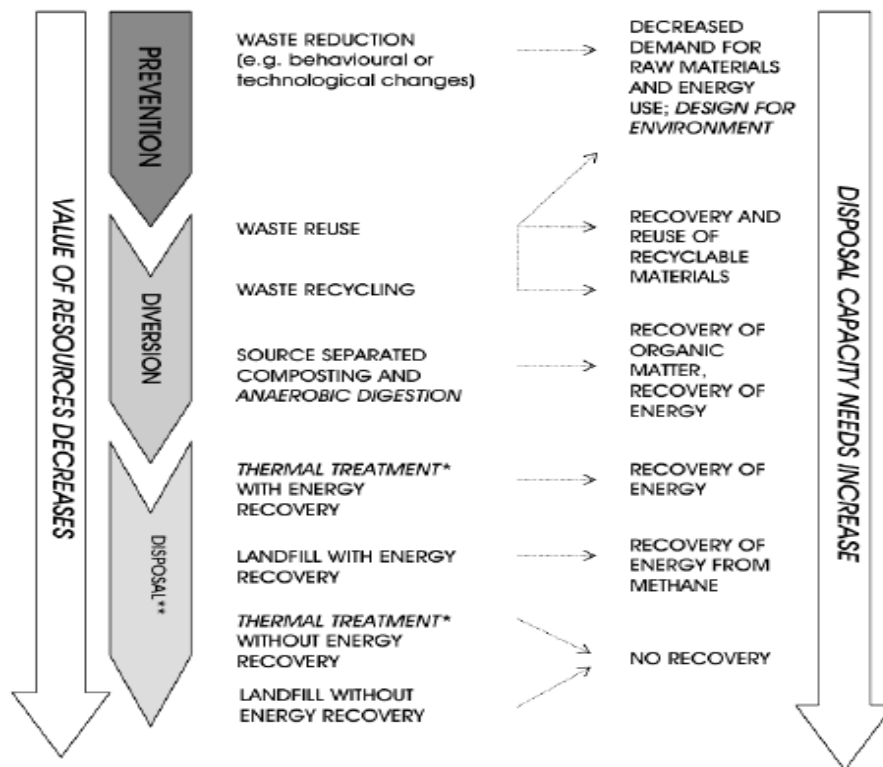 VALUE OF RESOURCES DECREASES
PREVENTION
WASTE REDUCTION
(e.g. behavioural or
technological changes)
DECREASED
DEMAND FOR
RAW MATERIALS
AND ENERGY
USE; DESIGN FOR
ENVIRONMENT
DIVERSION
WASTE REUSE
WASTE RECYCLING
RECOVERY AND
REUSE OF
RECYCLABLE
MATERIALS
SOURCE SEPARATED
COMPOSTING AND
ANAEROBIC DIGESTION
RECOVERY OF
ORGANIC
MATTER,
RECOVERY OF
ENERGY
DISPOSAL**
THERMAL TREATMENT*
WITH ENERGY
RECOVERY
RECOVERY OF
ENERGY
LANDFILL WITH ENERGY
RECOVERY
RECOVERY OF
ENERGY FROM
METHANE
THERMAL TREATMENT*
WITHOUT ENERGY
RECOVERY
LANDFILL WITHOUT
ENERGY RECOVERY
NO RECOVERY
DISPOSAL CAPACITY NEEDS INCREASE